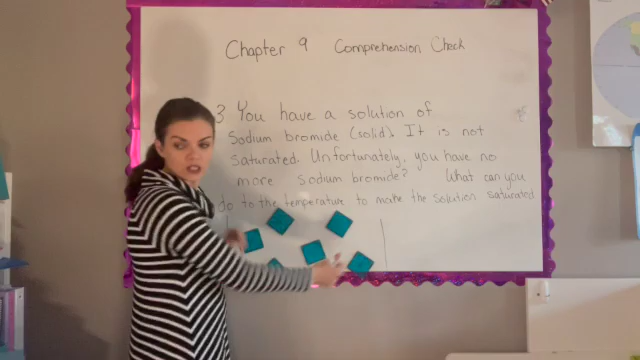 Chapter 9 Comprehension Check
3 You have a solution of
Sodium bromide (solid). It is not
saturated. Unfortunately, you have no
more sodium bromide? What can you
do to the temperature to make the solution saturated